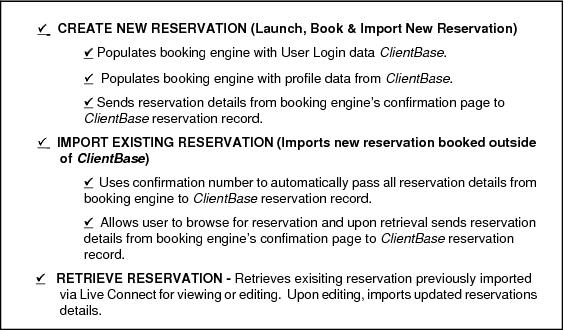 ✓ CREATE NEW RESERVATION (Launch, Book & Import New Reservation)
✓ Populates booking engine with User Login data ClientBase.
✓ Populates booking engine with profile data from ClientBase.
✓ Sends reservation details from booking engine's confirmation page to
ClientBase reservation record.
✓ IMPORT EXISTING RESERVATION (Imports new reservation booked outside
of ClientBase)
✓ Uses confirmation number to automatically pass all reservation details from
booking engine to ClientBase reservation record.
✓ Allows user to browse for reservation and upon retrieval sends reservation
details from booking engine's confimation page to ClientBase reservation
record.
✓ RETRIEVE RESERVATION - Retrieves exisiting reservation previously imported
via Live Connect for viewing or editing. Upon editing, imports updated reservations
details.